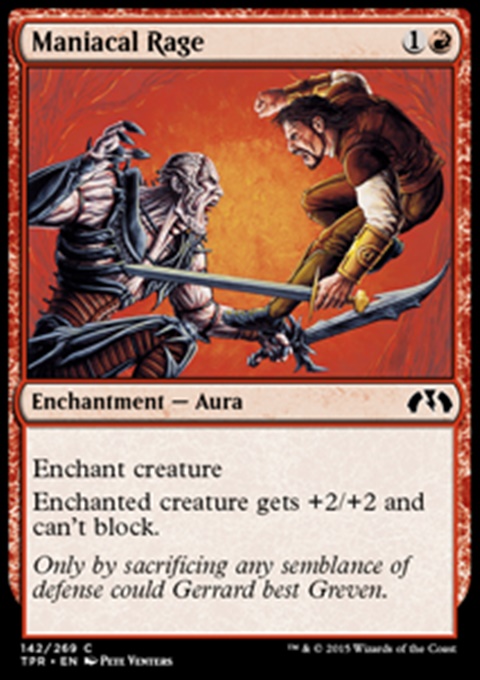 Maniacal Rage 1
Enchantment — Aura
Enchant creature
Enchanted creature gets +2/+2 and
can't block.
Only by sacrificing any semblance of
defense could Gerrard best Greven.
142/269 C
TPR • EN Pete Venters
™ & © 2015 Wizards of the Coast